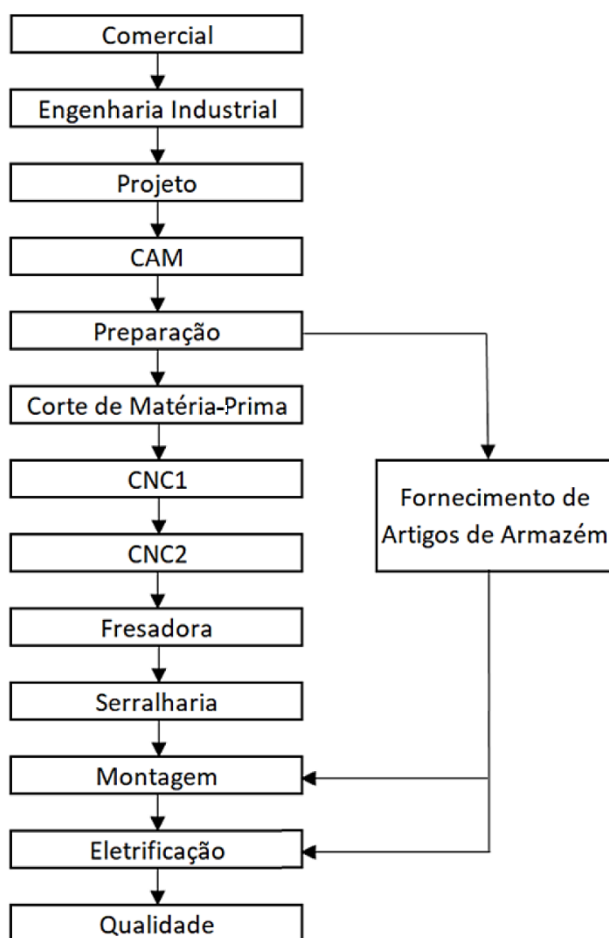 Comercial
Engenharia Industrial
Projeto
CAM
Preparação
Corte de Matéria-Prima
CNC1
Fornecimento de
Artigos de Armazém
CNC2
Fresadora
Serralharia
Montagem
Eletrificação
Qualidade